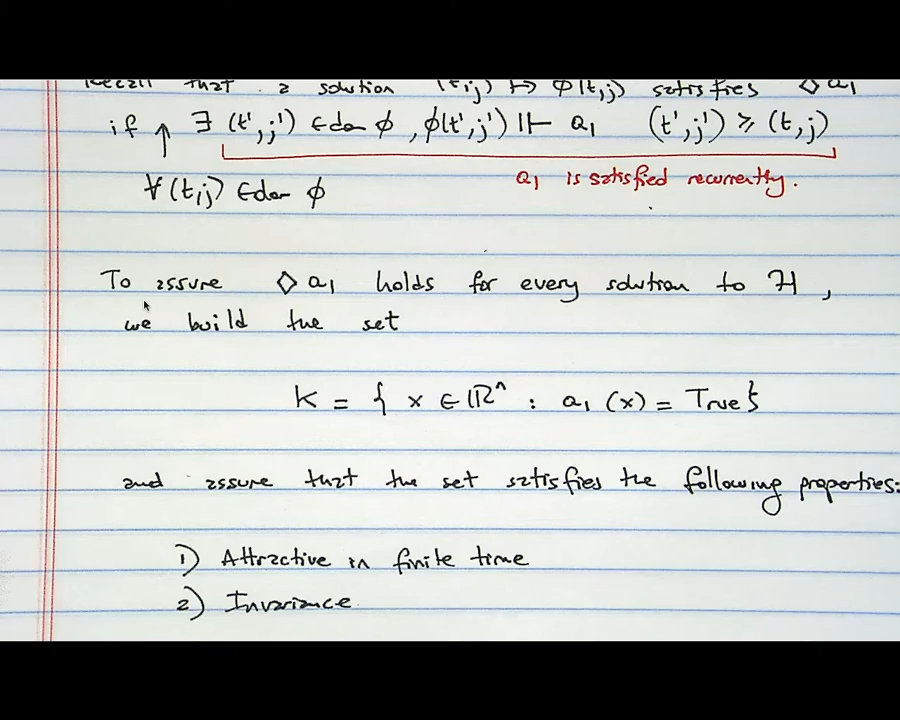 Recall that a solution (t,j) ↦ φ(t,j) satisfies ◇a₁
if ↑ ∃ (t',j') ∈ dom φ , φ(t',j') ⊩ a₁ (t',j') ≥ (t,j)
a₁ is satisfied recurrently.
∀(t,j) ∈ dom φ
To assure ◇ a₁ holds for every solution to H ,
we build the set
K = { x ∈ ℝⁿ : a₁ (x) = True }
and assure that the set satisfies the following properties:
1) Attractive in finite time
2) Invariance